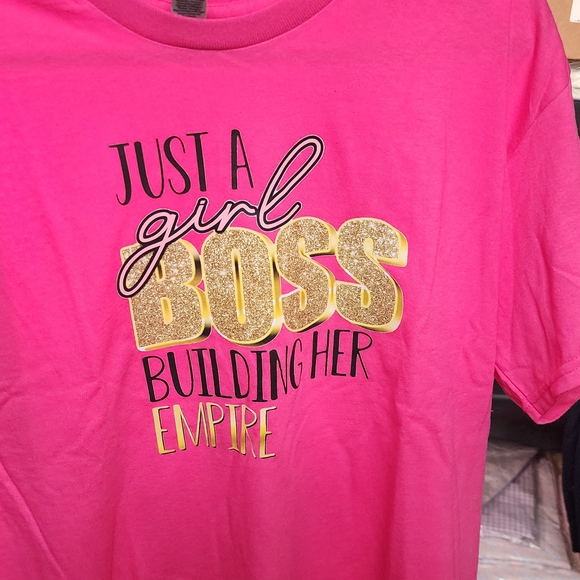 JUST A
girl
BOSS
BUILDING HER
EMPIRE